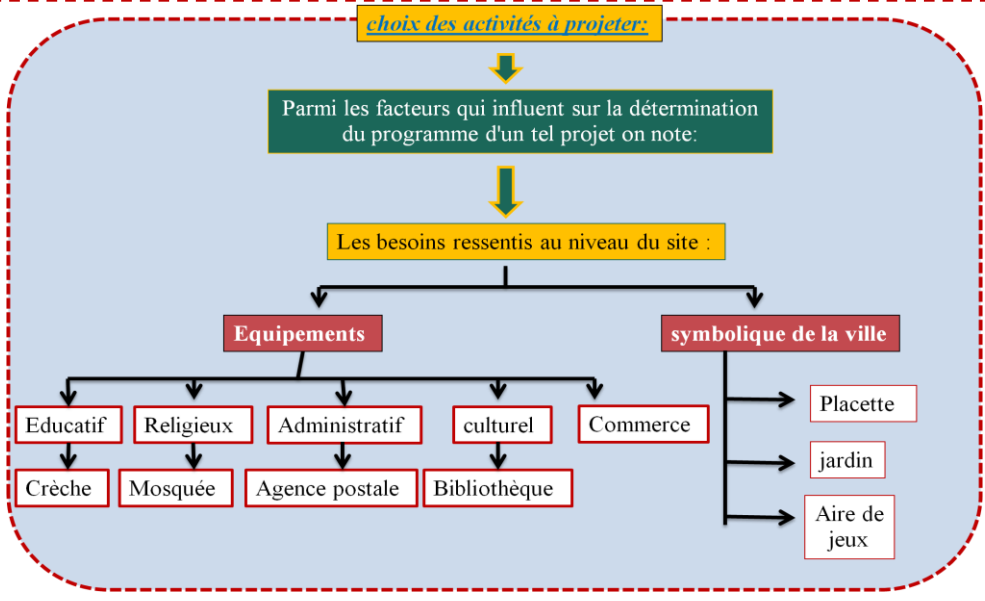 choix des activités à projeter:
Parmi les facteurs qui influent sur la détermination
du programme d'un tel projet on note:
Les besoins ressentis au niveau du site :
Equipements
symbolique de la ville
Educatif
Religieux
Administratif
culturel
Commerce
Crèche
Mosquée
Agence postale
Bibliothèque
Placette
jardin
Aire de
jeux